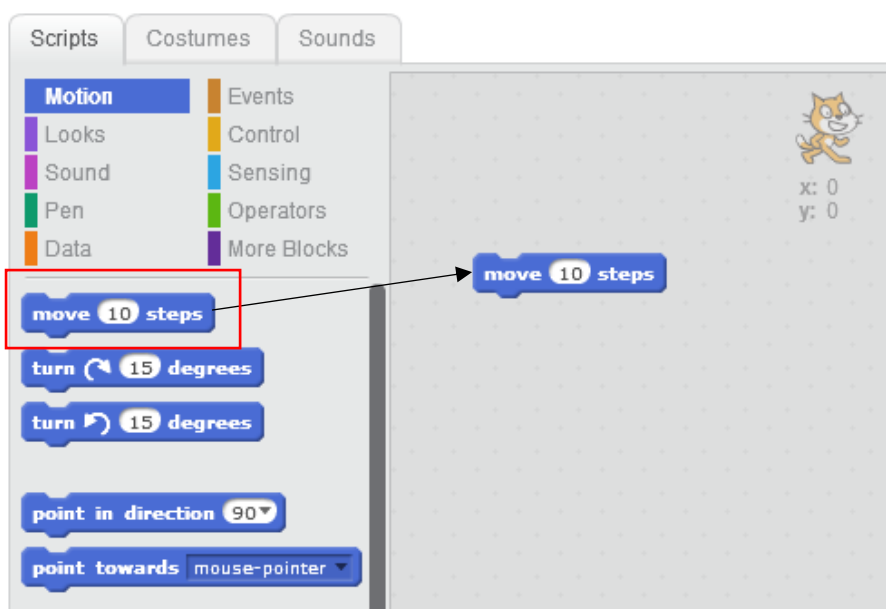 Scripts Costumes Sounds
Motion Events
Looks Control
Sound Sensing
Pen Operators
Data More Blocks
x: 0
y: 0
move 10 steps
move 10 steps
turn 15 degrees
turn 15 degrees
point in direction 90
point towards mouse-pointer